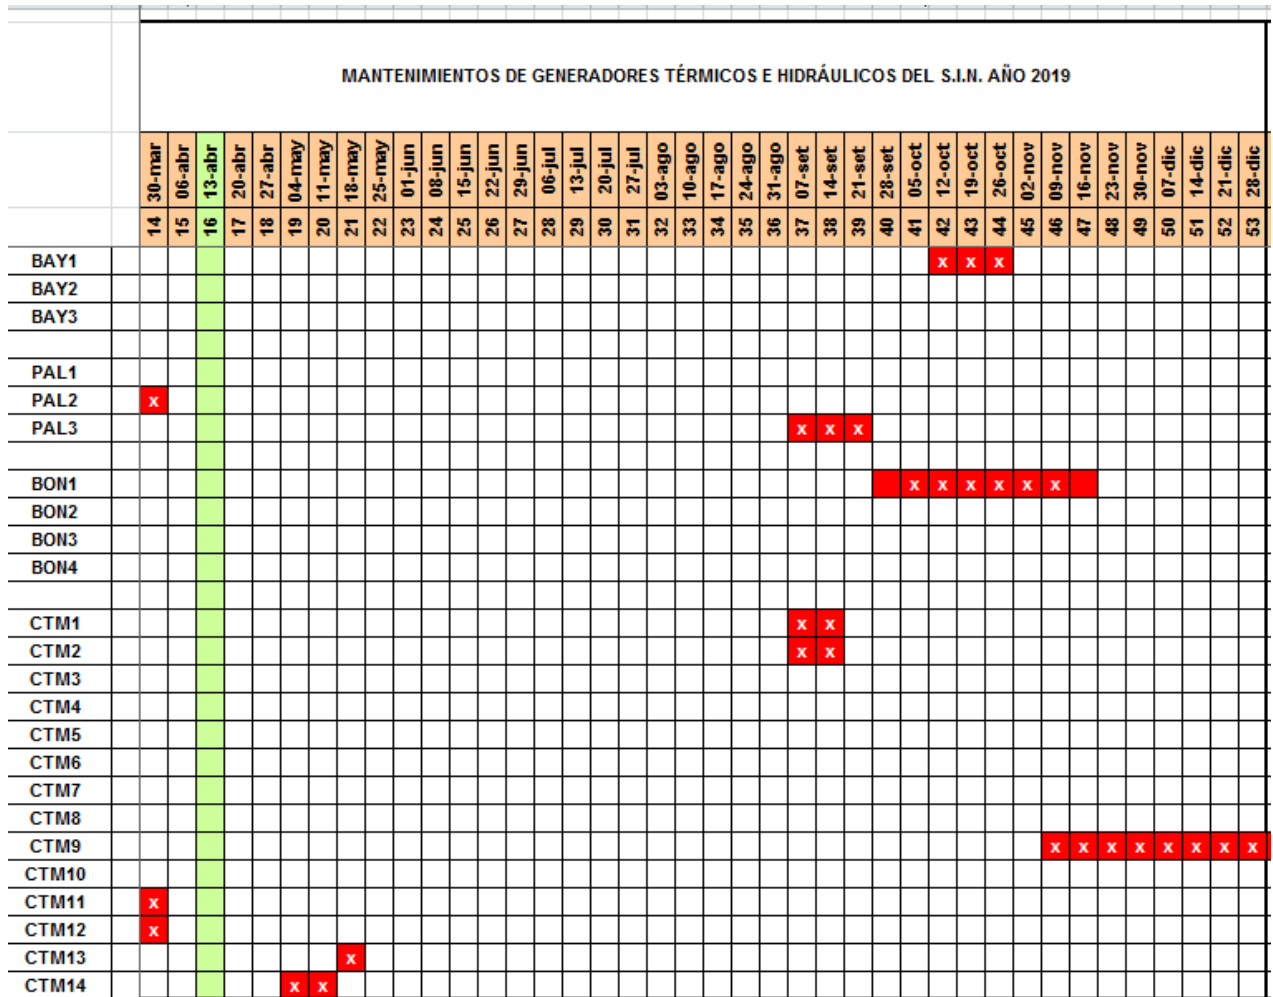 MANTENIMIENTOS DE GENERADORES TÉRMICOS E HIDRÁULICOS DEL S.I.N. AÑO 2019
30-mar 06-abr 13-abr 20-abr 27-abr 04-may 11-may 18-may 25-may 01-jun 08-jun 15-jun 22-jun 29-jun 06-jul 13-jul 20-jul 27-jul 03-ago 10-ago 17-ago 24-ago 31-ago 07-set 14-set 21-set 28-set 05-oct 12-oct 19-oct 26-oct 02-nov 09-nov 16-nov 23-nov 30-nov 07-dic 14-dic 21-dic 28-dic
14 15 16 17 18 19 20 21 22 23 24 25 26 27 28 29 30 31 32 33 34 35 36 37 38 39 40 41 42 43 44 45 46 47 48 49 50 51 52 53
BAY1 x x x
BAY2
BAY3
PAL1
PAL2 x
PAL3 x x x
BON1 x x x x x x
BON2
BON3
BON4
CTM1 x x
CTM2 x x
CTM3
CTM4
CTM5
CTM6
CTM7
CTM8
CTM9 x x x x x x x x
CTM10
CTM11 x
CTM12 x
CTM13 x
CTM14 x x